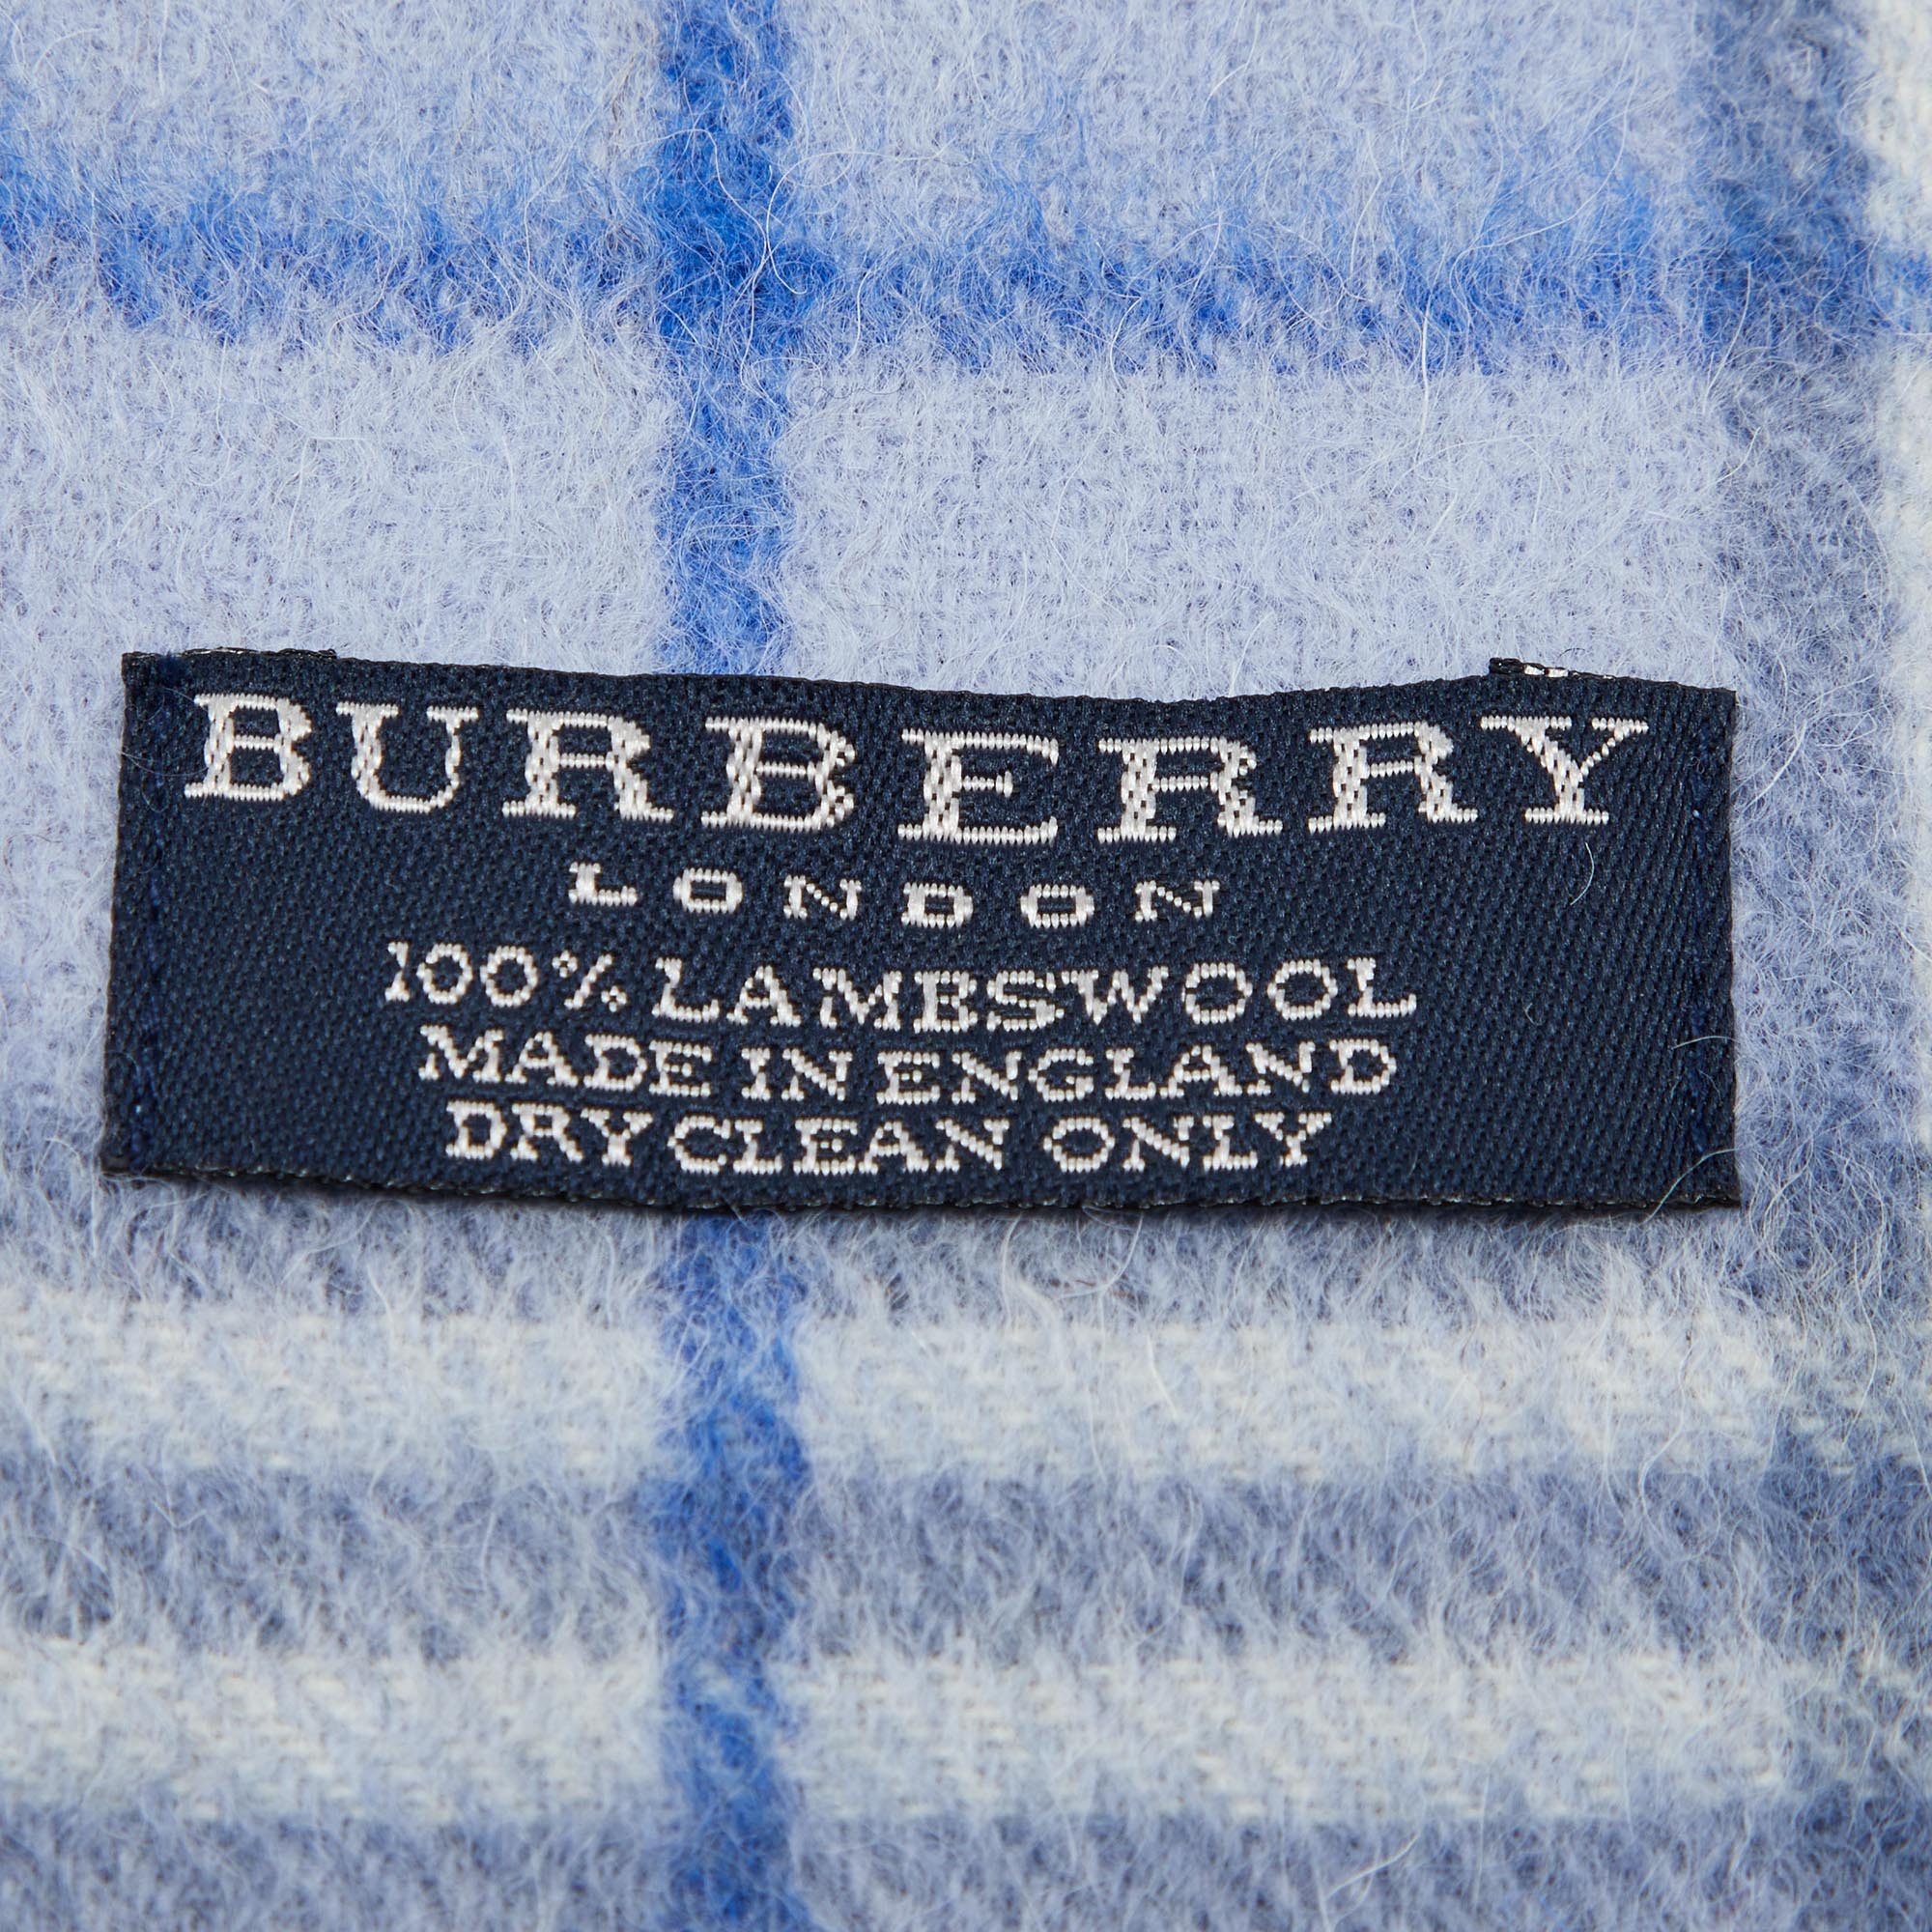 BURBERRY
LONDON
100% LAMBSWOOL
MADE IN ENGLAND
DRY CLEAN ONLY